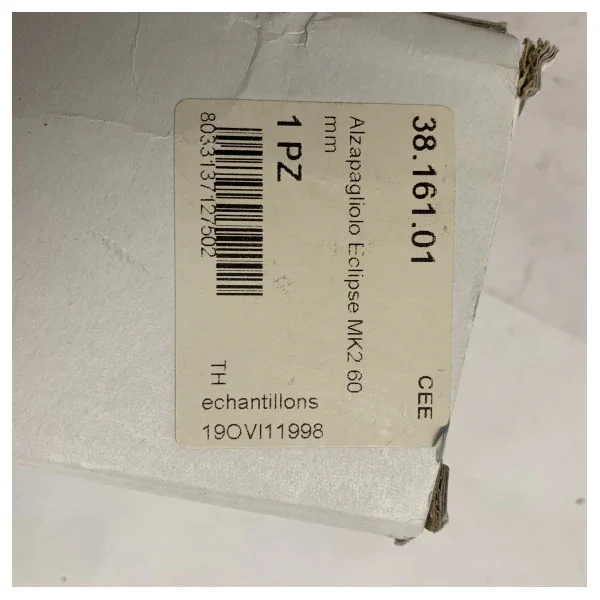 38.161.01
CEE
Alzapagliolo Eclipse MK2 60
mm
1 PZ
8033137127502
TH
echantillons
19OVI11998